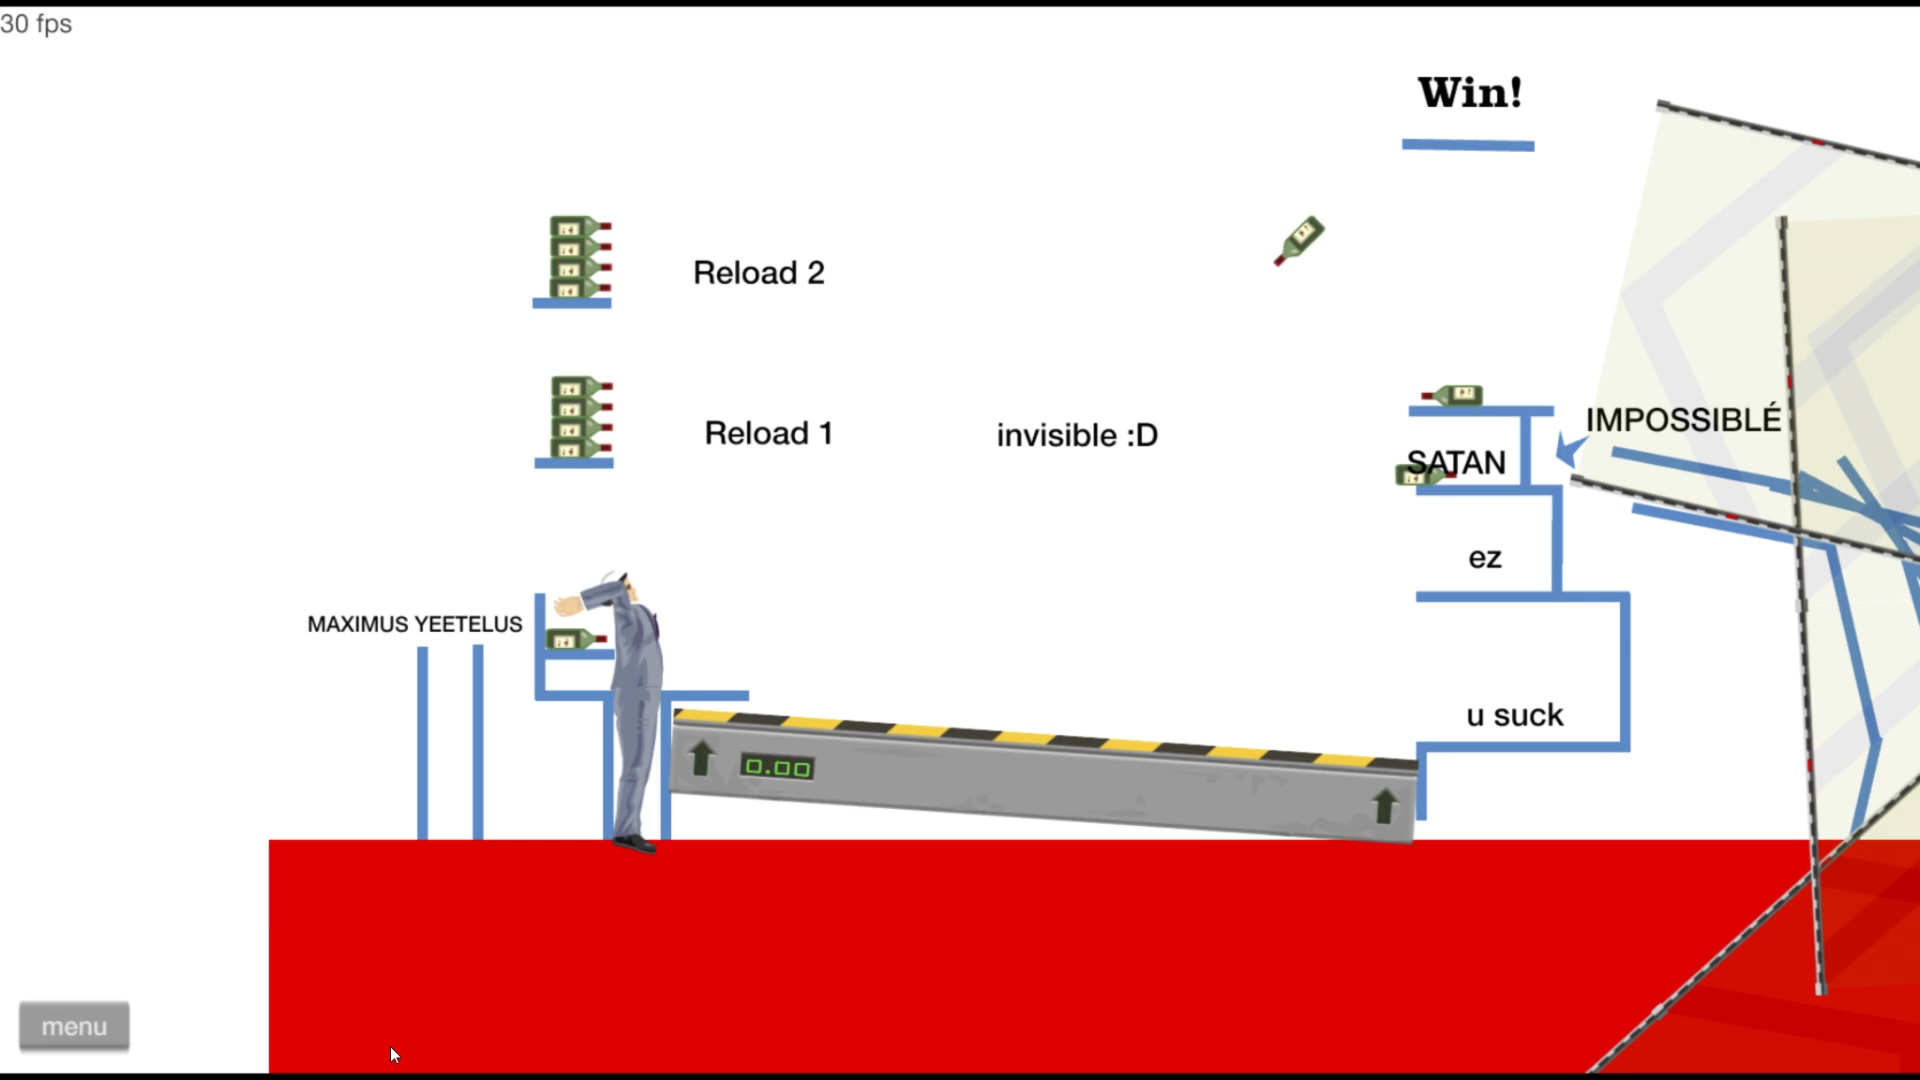 30 fps
Win!
Reload 2
Reload 1
invisible :D
IMPOSSIBLÉ
SATAN
ez
MAXIMUS YEETELUS
u suck
0.00
menu